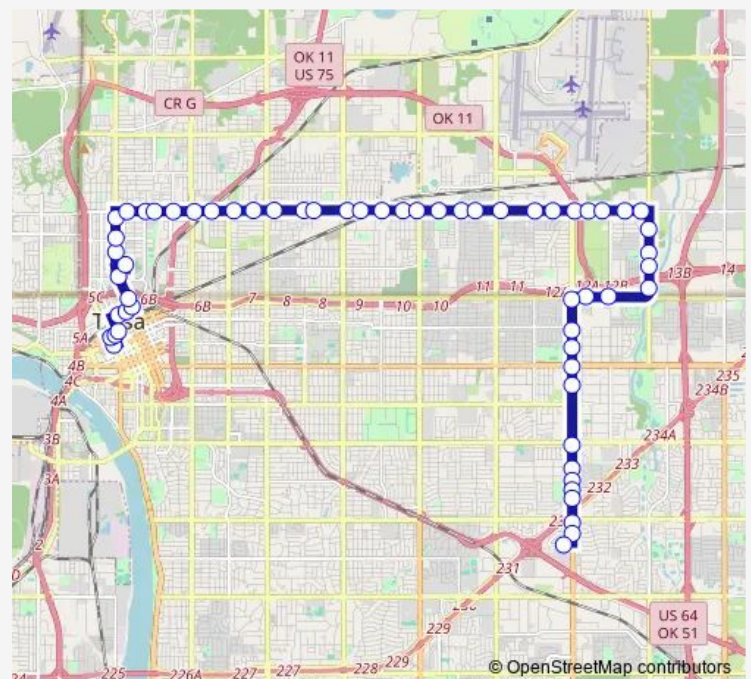 OK 11
US 75
CR G
OK 11
13B
14
12A
12B
11
11
10
10
9
8
8
7
6B
6B
5C
5A
4B
4C
4A
3B
3A
2
235
234B
234A
233
232
231
229
229
228
227
227
226A
225
US 64
OK 51
© OpenStreetMap contributors